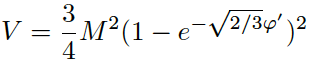 V = \frac{3}{4} M^2 (1 - e^{-\sqrt{2/3}\varphi'})^2